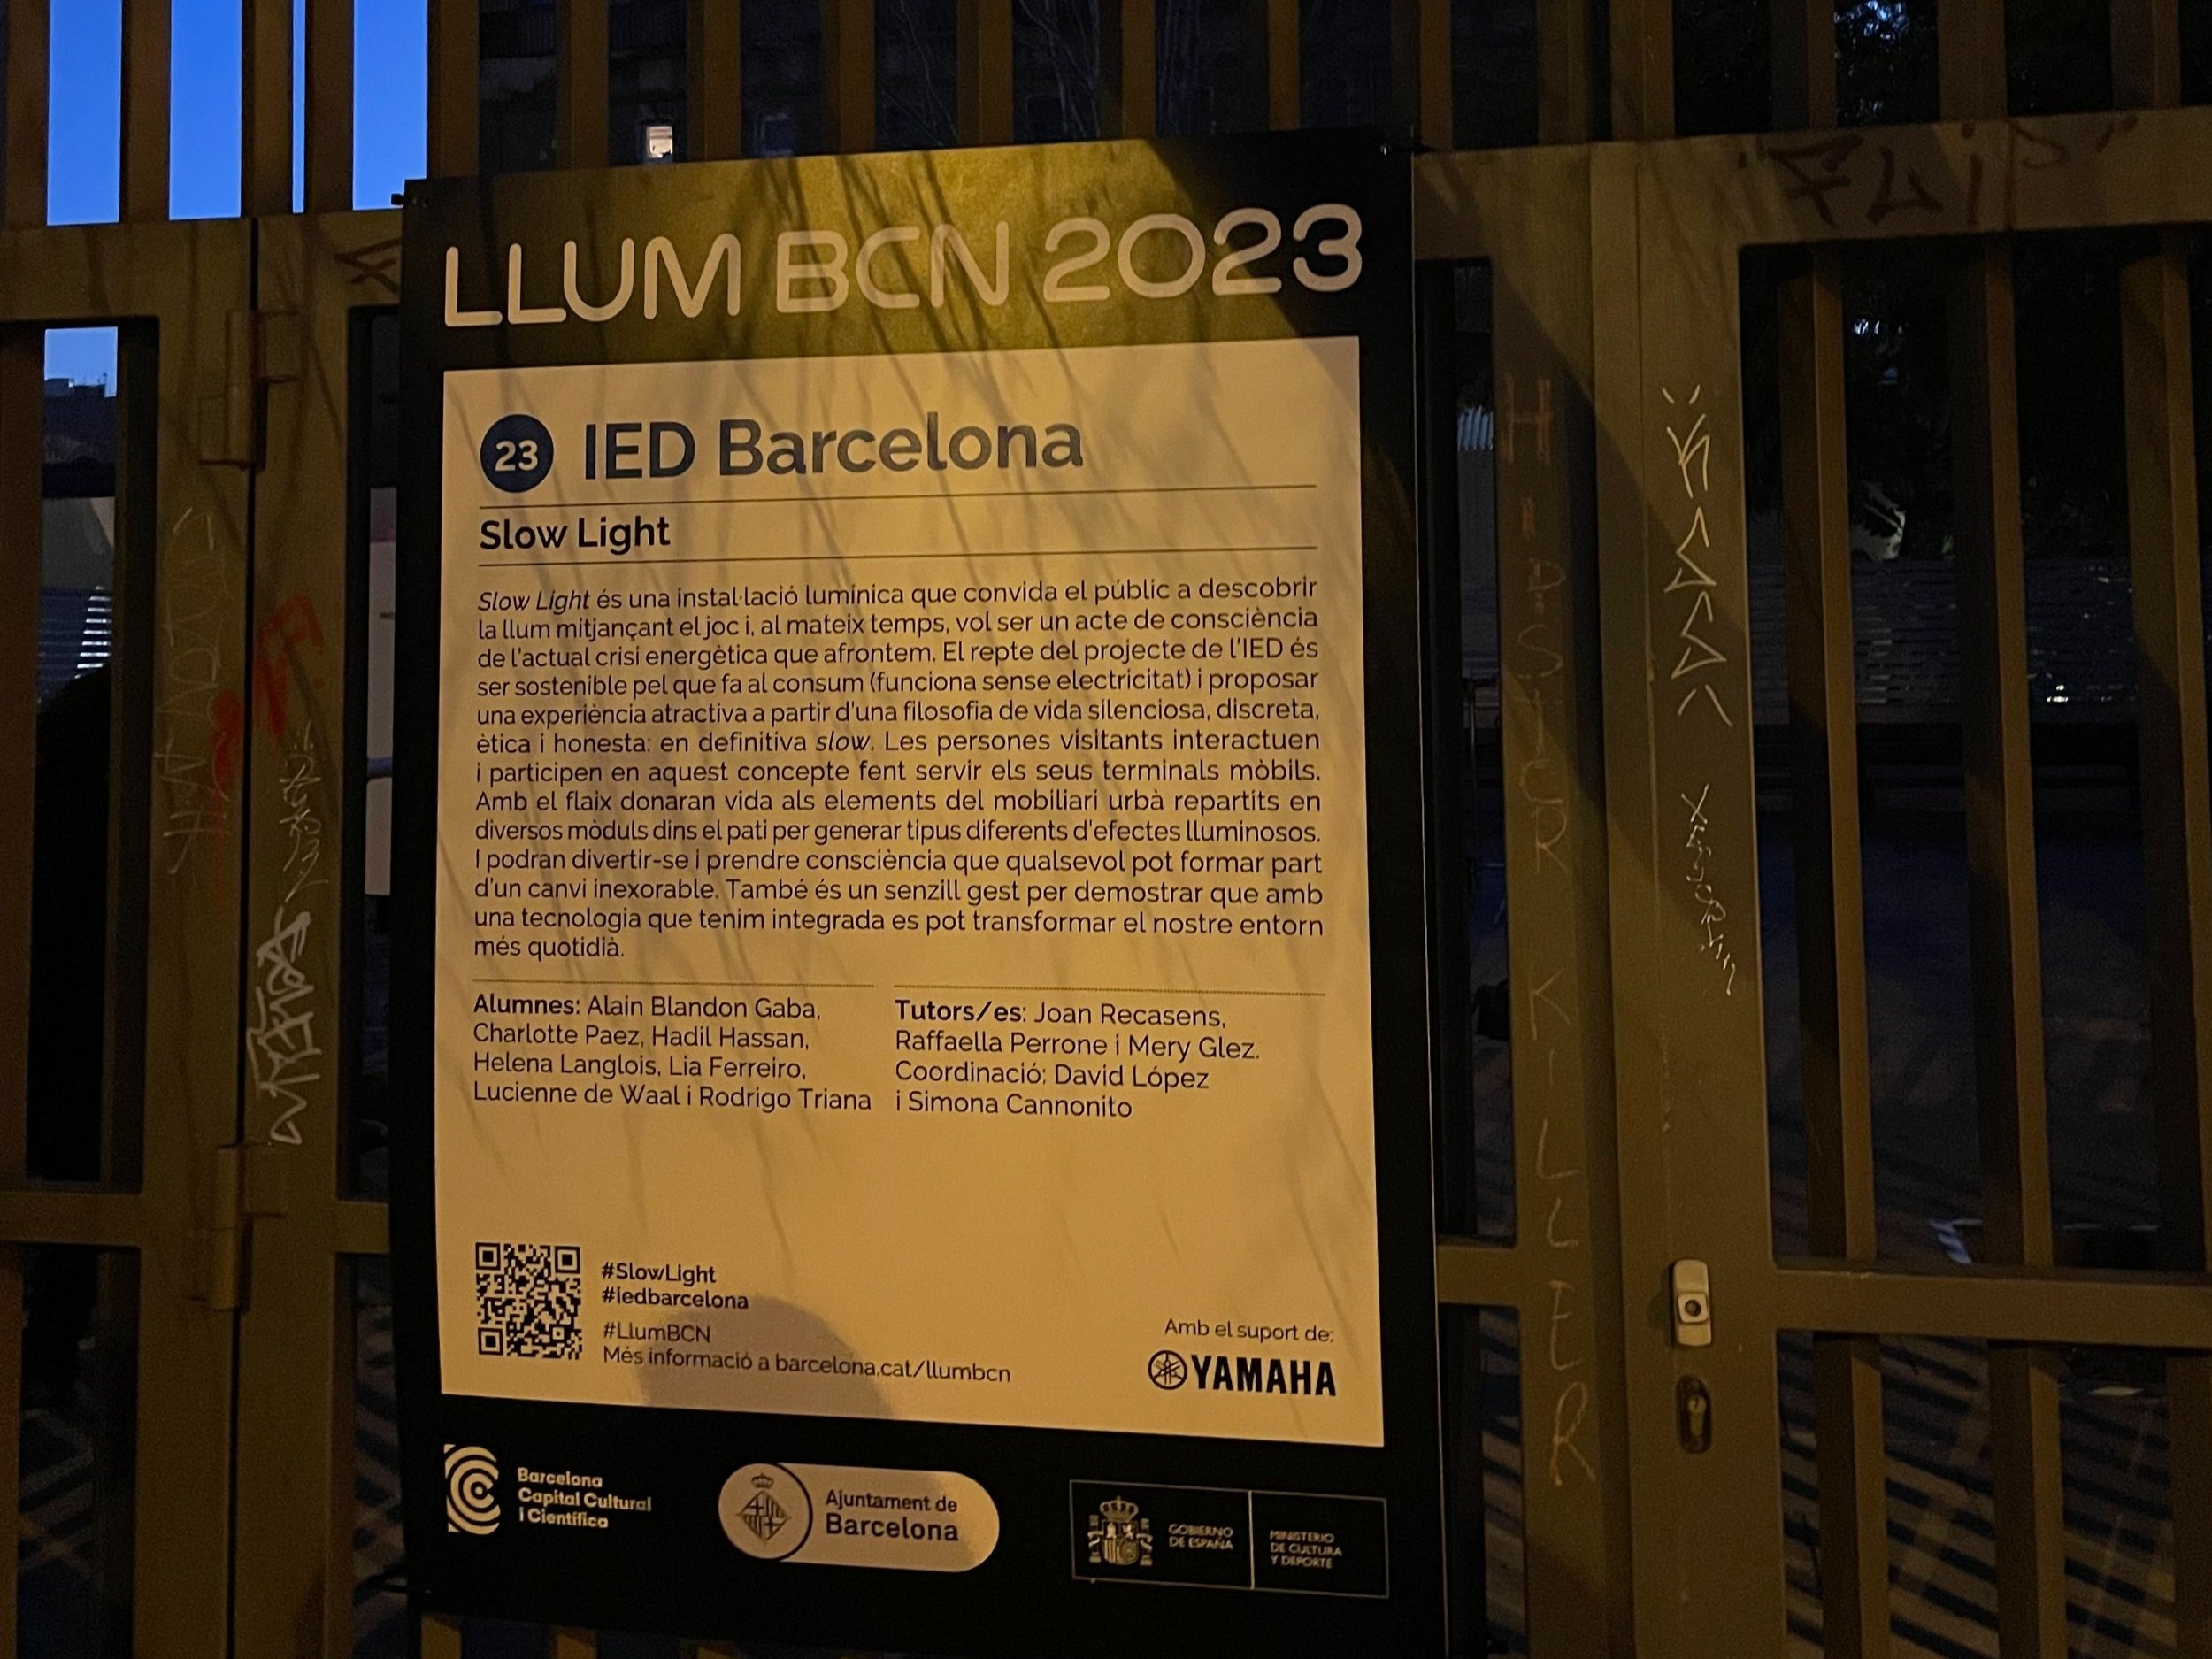 LLUM BCN 2023
23 IED Barcelona
Slow Light
Slow Light és una instal·lació lumínica que convida el públic a descobrir
la llum mitjançant el joc i, al mateix temps, vol ser un acte de consciència
de l'actual crisi energètica que afrontem. El repte del projecte de l'IED és
ser sostenible pel que fa al consum (funciona sense electricitat) i proposar
una experiència atractiva a partir d'una filosofia de vida silenciosa, discreta,
ètica i honesta: en definitiva slow. Les persones visitants interactuen
i participen en aquest concepte fent servir els seus terminals mòbils.
Amb el flaix donaran vida als elements del mobiliari urbà repartits en
diversos mòduls dins el pati per generar tipus diferents d'efectes lluminosos.
I podran divertir-se i prendre consciència que qualsevol pot formar part
d'un canvi inexorable. També és un senzill gest per demostrar que amb
una tecnologia que tenim integrada es pot transformar el nostre entorn
més quotidià.
Alumnes: Alain Blandon Gaba,
Charlotte Paez, Hadil Hassan,
Helena Langlois, Lia Ferreiro,
Lucienne de Waal i Rodrigo Triana
Tutors/es: Joan Recasens,
Raffaella Perrone i Mery Glez.
Coordinació: David López
i Simona Cannonito
#SlowLight
#iedbarcelona
#LlumBCN
Més informació a barcelona.cat/llumbcn
Amb el suport de:
YAMAHA
Barcelona
Capital Cultural
i Científica
Ajuntament de
Barcelona
GOBIERNO
DE ESPAÑA
MINISTERIO
DE CULTURA
Y DEPORTE
HIPSTER KILLER